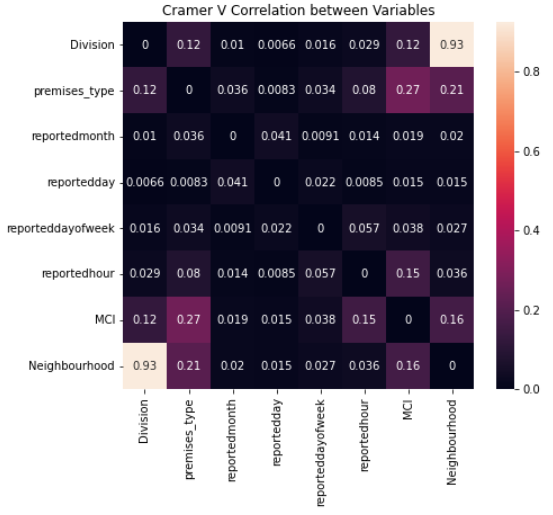 Cramer V Correlation between Variables
Division 0 0.12 0.01 0.0066 0.016 0.029 0.12 0.93
premises_type 0.12 0 0.036 0.0083 0.034 0.08 0.27 0.21
reportedmonth 0.01 0.036 0 0.041 0.0091 0.014 0.019 0.02
reportedday 0.0066 0.0083 0.041 0 0.022 0.0085 0.015 0.015
reporteddayofweek 0.016 0.034 0.0091 0.022 0 0.057 0.038 0.027
reportedhour 0.029 0.08 0.014 0.0085 0.057 0 0.15 0.036
MCI 0.12 0.27 0.019 0.015 0.038 0.15 0 0.16
Neighbourhood 0.93 0.21 0.02 0.015 0.027 0.036 0.16 0
Division
premises_type
reportedmonth
reportedday
reporteddayofweek
reportedhour
MCI
Neighbourhood
0.8
0.6
0.4
0.2
0.0